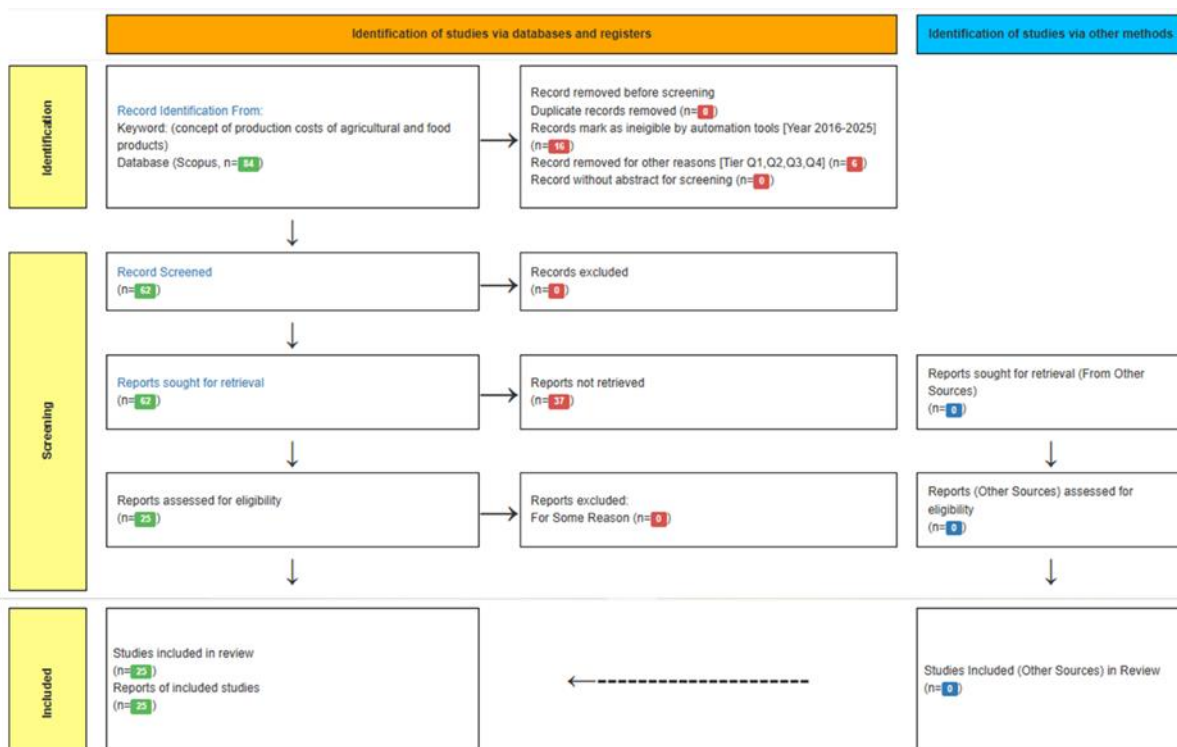 Identification of studies via databases and registers
Identification of studies via other methods
Identification
Record Identification From:
Keyword: (concept of production costs of agricultural and food
products)
Database (Scopus, n=84)
Record removed before screening
Duplicate records removed (n=0)
Records mark as ineigible by automation tools [Year 2016-2025]
(n=16)
Record removed for other reasons [Tier Q1,Q2,Q3,Q4] (n=6)
Record without abstract for screening (n=0)
Screening
Record Screened
(n=62)
Records excluded
(n=0)
Reports sought for retrieval
(n=62)
Reports not retrieved
(n=37)
Reports sought for retrieval (From Other
Sources)
(n=0)
Reports assessed for eligibility
(n=25)
Reports excluded:
For Some Reason (n=0)
Reports (Other Sources) assessed for
eligibility
(n=0)
Included
Studies included in review
(n=25)
Reports of included studies
(n=25)
Studies Included (Other Sources) in Review
(n=0)